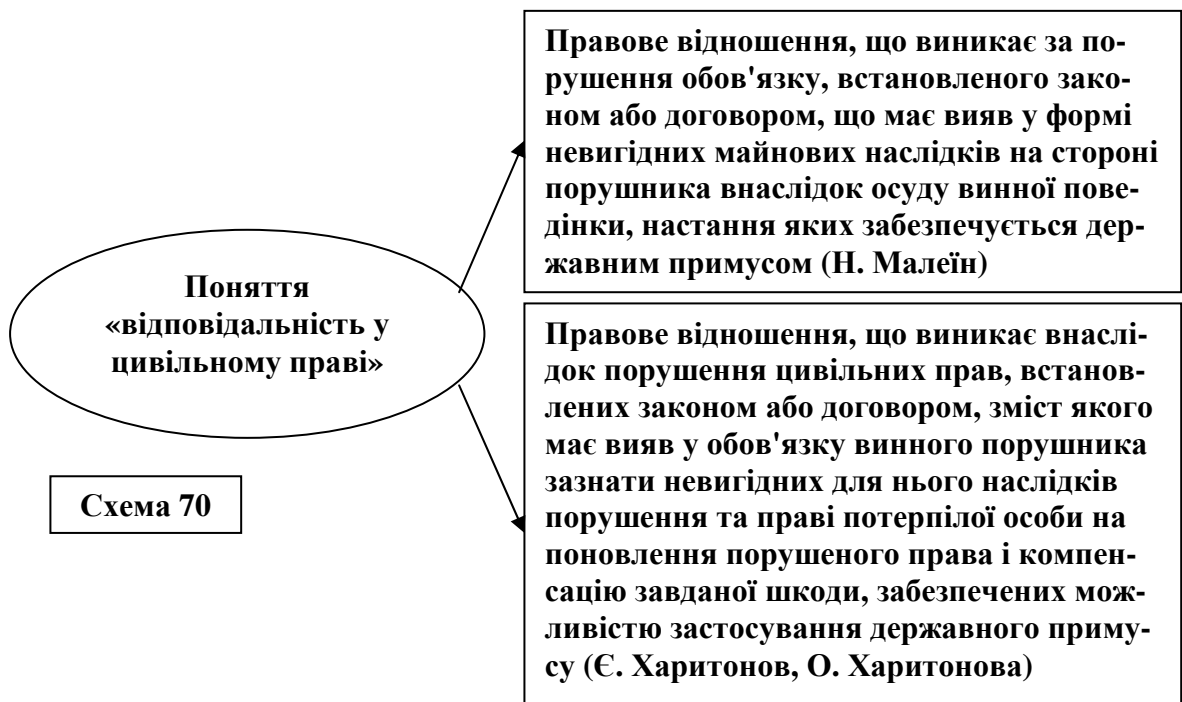 Правове відношення, що виникає за по-
рушення обов'язку, встановленого зако-
ном або договором, що має вияв у формі
невигідних майнових наслідків на стороні
порушника внаслідок осуду винної пове-
дінки, настання яких забезпечується дер-
жавним примусом (Н. Малеїн)
Поняття
«відповідальність у
цивільному праві»
Правове відношення, що виникає внаслі-
док порушення цивільних прав, встанов-
лених законом або договором, зміст якого
має вияв у обов'язку винного порушника
зазнати невигідних для нього наслідків
порушення та праві потерпілої особи на
поновлення порушеного права і компен-
сацію завданої шкоди, забезпечених мож-
ливістю застосування державного приму-
су (Є. Харитонов, О. Харитонова)
Схема 70